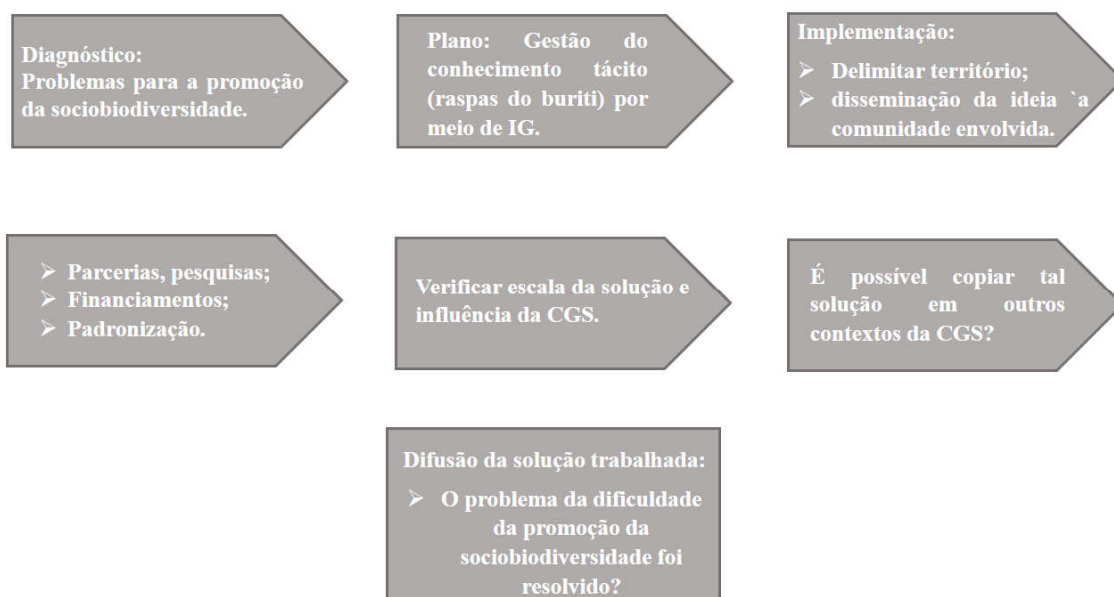 Diagnóstico:
Problemas para a promoção
da sociobiodiversidade.
Plano: Gestão do
conhecimento tácito
(raspas do buriti) por
meio de IG.
Implementação:
➢ Delimitar território;
➢ disseminação da ideia `a
comunidade envolvida.
➢ Parcerias, pesquisas;
➢ Financiamentos;
➢ Padronização.
Verificar escala da solução e
influência da CGS.
É possível copiar tal
solução em outros
contextos da CGS?
Difusão da solução trabalhada:
➢ O problema da dificuldade
da promoção da
sociobiodiversidade foi
resolvido?